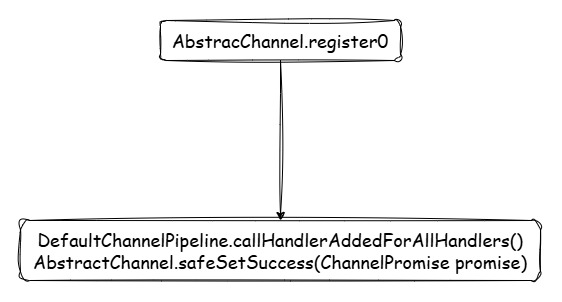 AbstracChannel.register0
DefaultChannelPipeline.callHandlerAddedForAllHandlers()
AbstractChannel.safeSetSuccess(ChannelPromise promise)